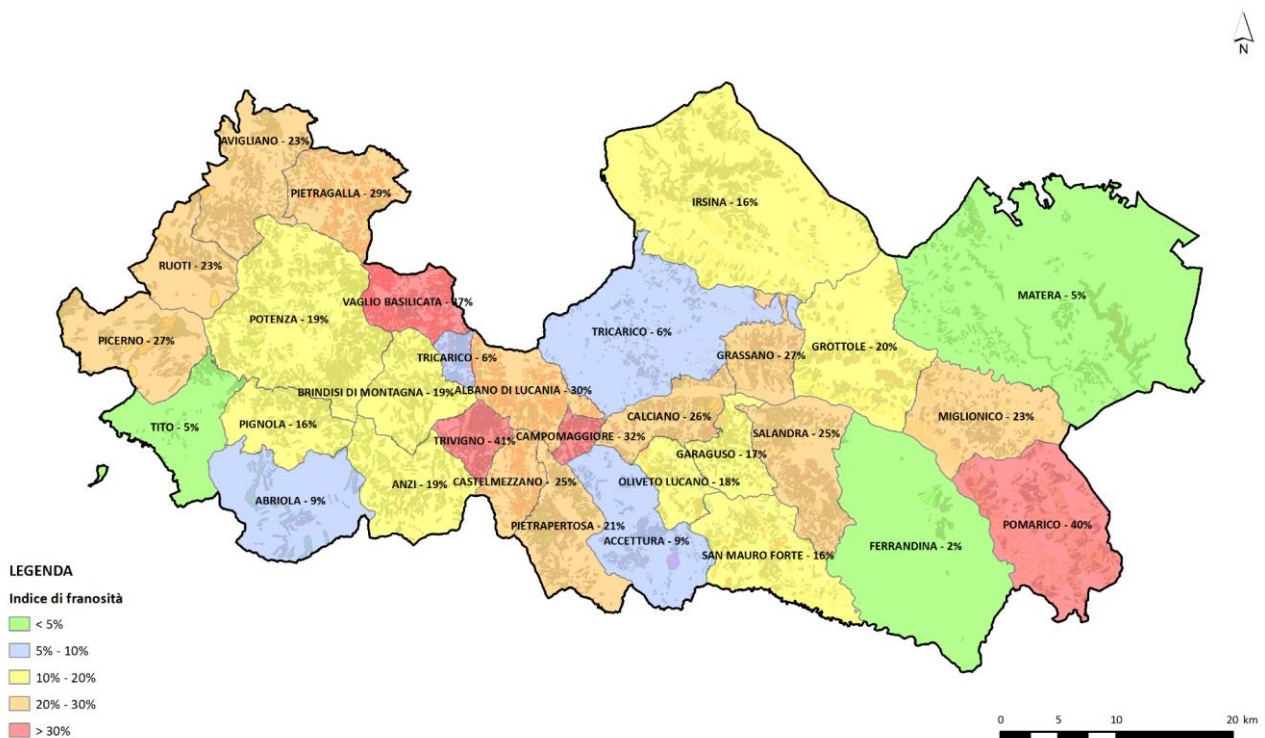 N
AVIGLIANO - 23%
PIETRAGALLA - 29%
IRSINA - 16%
RUOTI - 23%
MATERA - 5%
VAGLIO BASILICATA - 37%
POTENZA - 19%
TRICARICO - 6%
PICERNO - 27%
GROTTOLE - 20%
GRASSANO - 27%
TRICARICO - 6%
BRINDISI DI MONTAGNA - 19%
ALBANO DI LUCANIA - 30%
CALCIANO - 26%
MIGLIONICO - 23%
PIGNOLA - 16%
TITO - 5%
TRIVIGNO - 41%
CAMPOMAGGIORE - 32%
SALANDRA - 25%
GARAGUSO - 17%
ANZI - 19%
CASTELMEZZANO - 25%
OLIVETO LUCANO - 18%
ABRIOLA - 9%
PIETRAPERTOSA - 21%
POMARICO - 40%
ACCETTURA - 9%
FERRANDINA - 2%
SAN MAURO FORTE - 16%
LEGENDA
Indice di franosità
< 5%
5% - 10%
10% - 20%
20% - 30%
> 30%
0 5 10 20 km